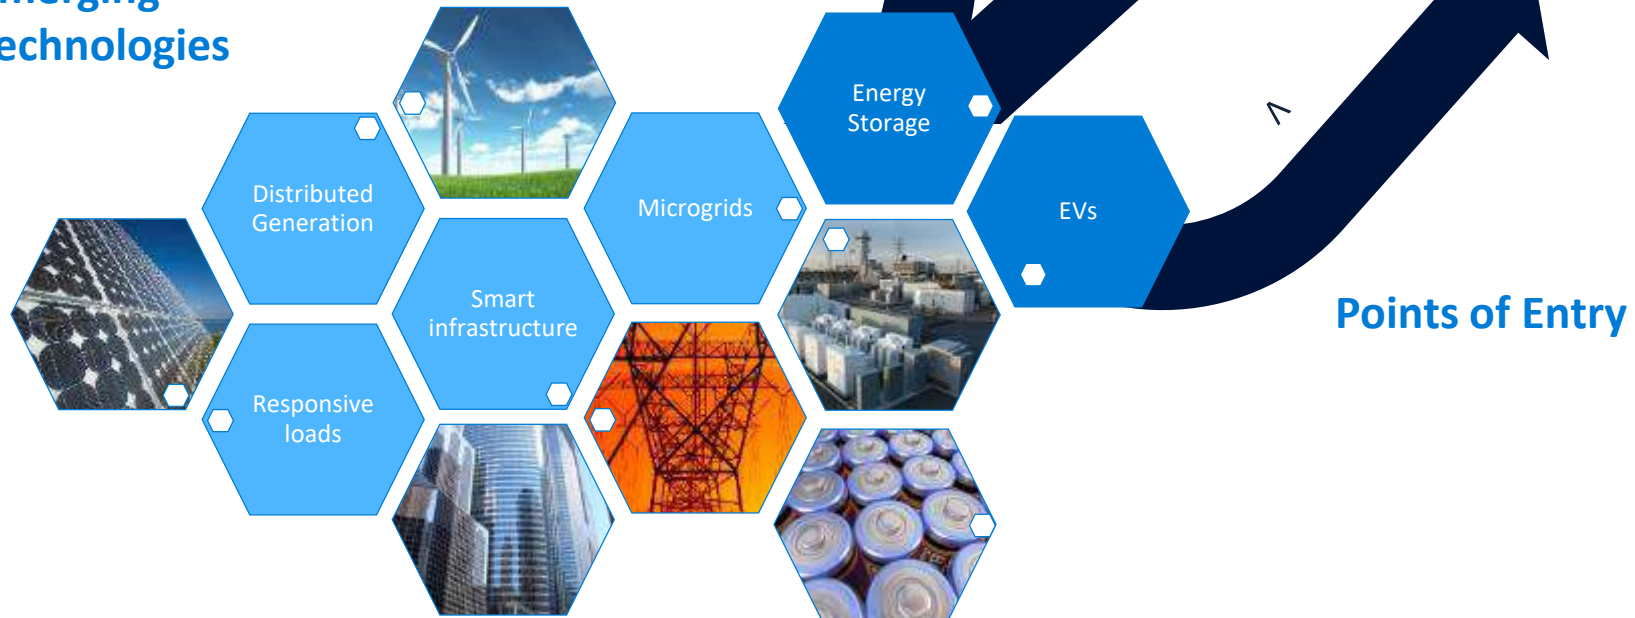 echnologies
Energy
Storage
Distributed
Generation
Microgrids
EVs
Smart
infrastructure
Points of Entry
Responsive
loads